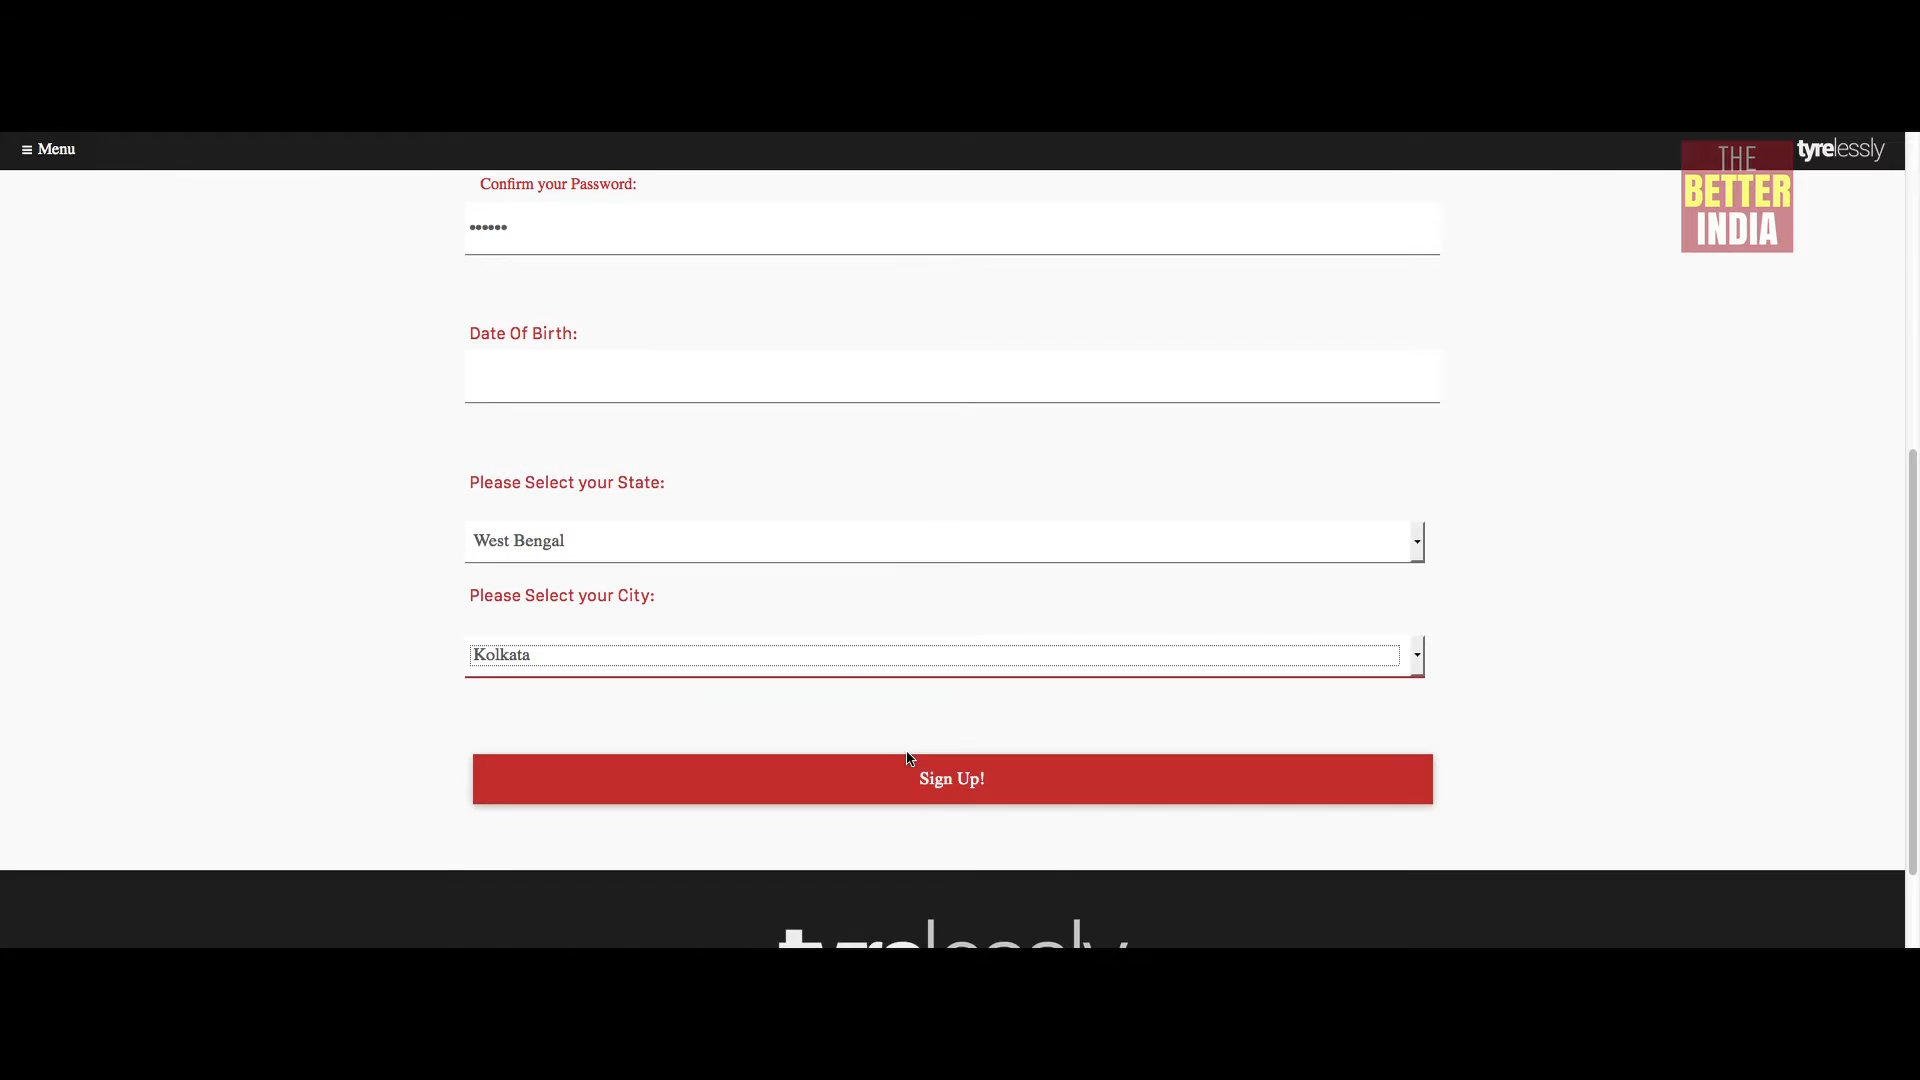 ≡ Menu
tyrelessly
THE
BETTER
INDIA
Confirm your Password:
••••••
Date Of Birth:
Please Select your State:
West Bengal
Please Select your City:
Kolkata
Sign Up!
tyrelessly